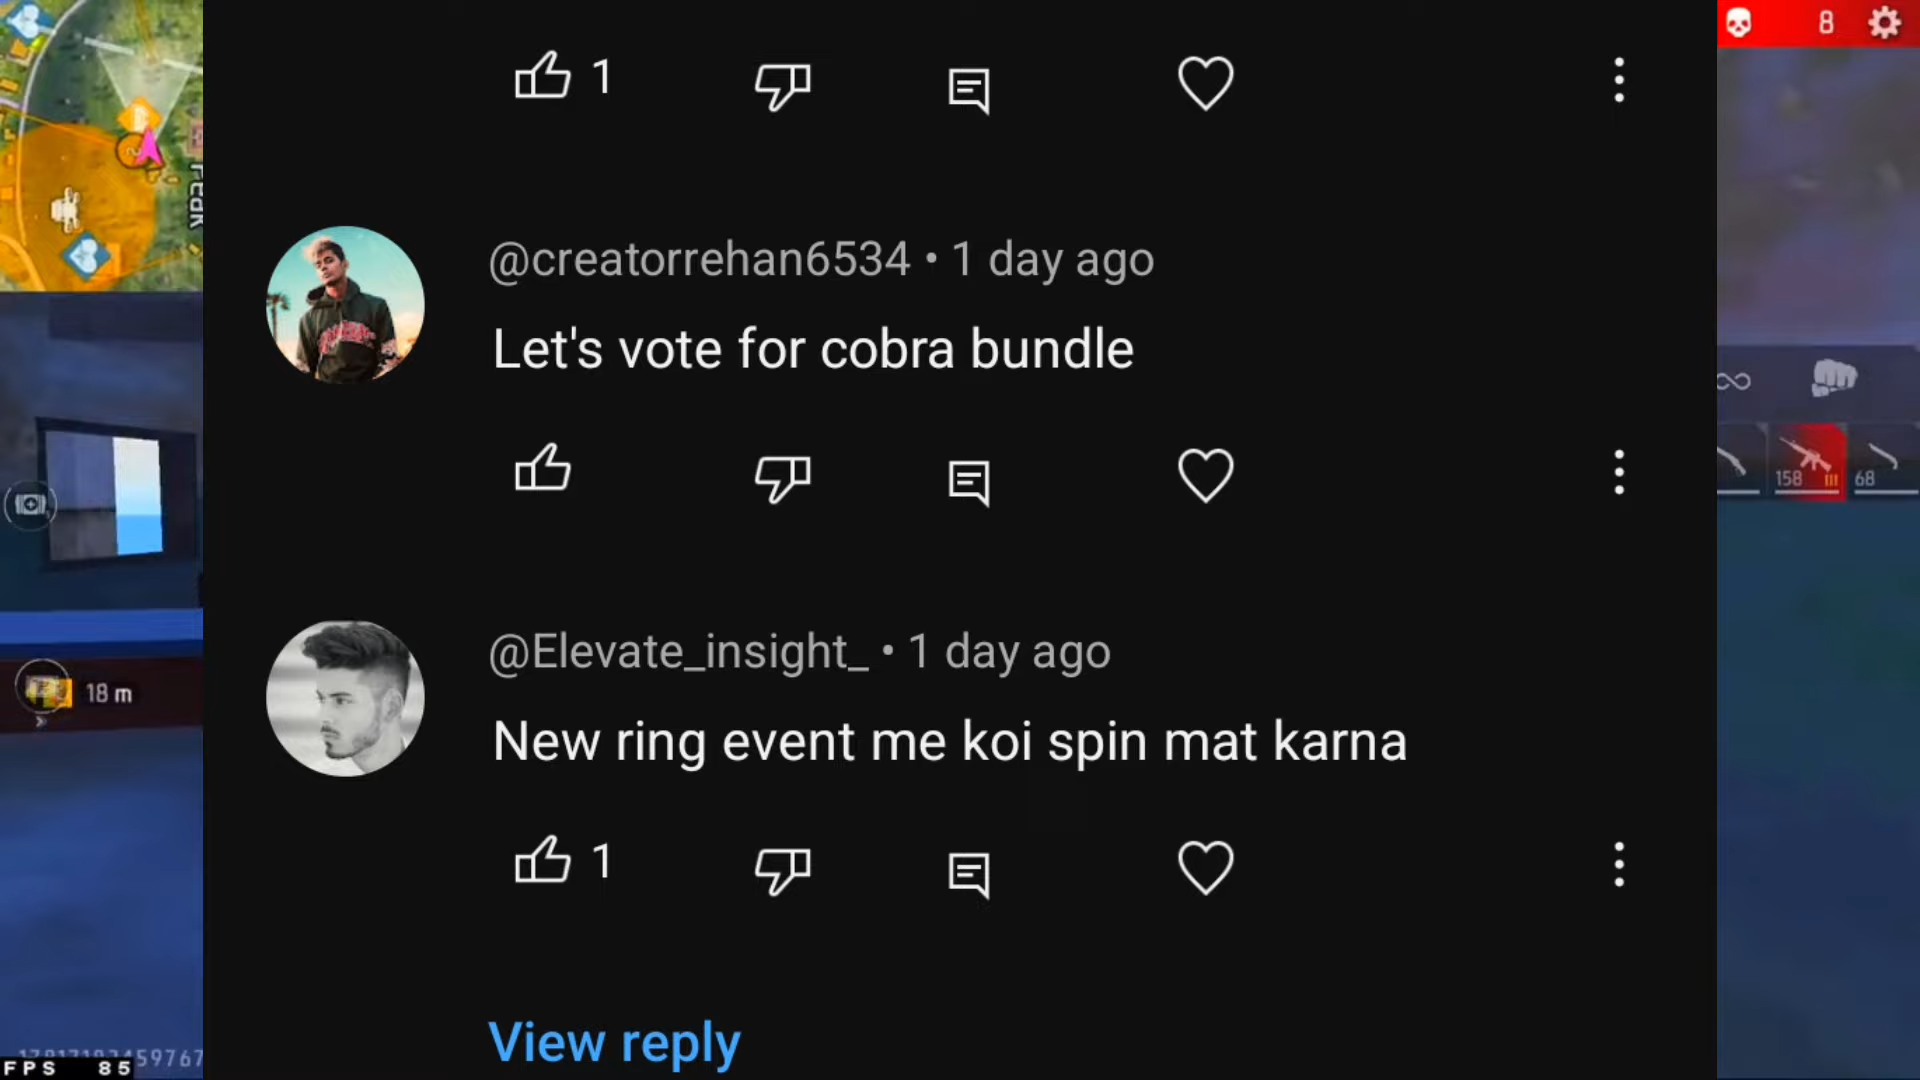 1
8
Peak
@creatorrehan6534 • 1 day ago
Let's vote for cobra bundle
158
68
@Elevate_insight_ • 1 day ago
18 m
New ring event me koi spin mat karna
1
View reply
FPS 85